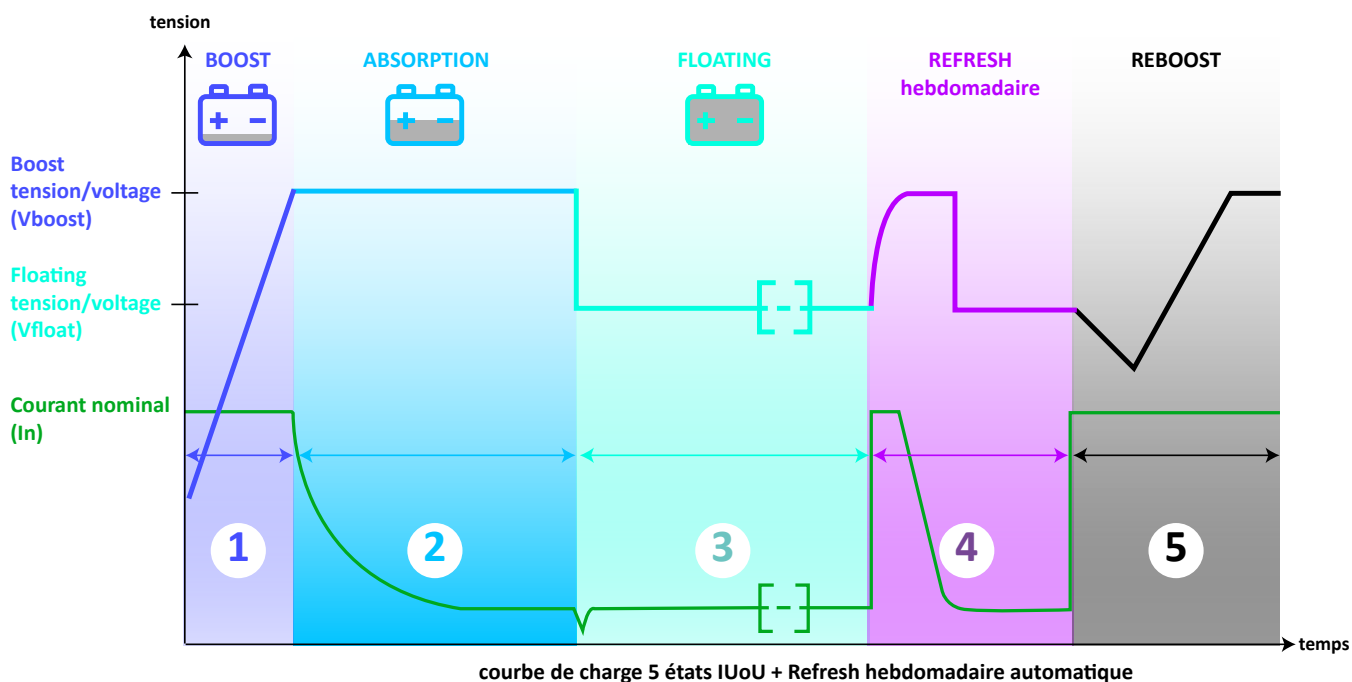 tension
BOOST
ABSORPTION
FLOATING
REFRESH
hebdomadaire
REBOOST
+ -
+ -
+ -
Boost
tension/voltage
(Vboost)
Floating
tension/voltage
(Vfloat)
Courant nominal
(In)
1
2
3
4
5
temps
courbe de charge 5 états IUoU + Refresh hebdomadaire automatique